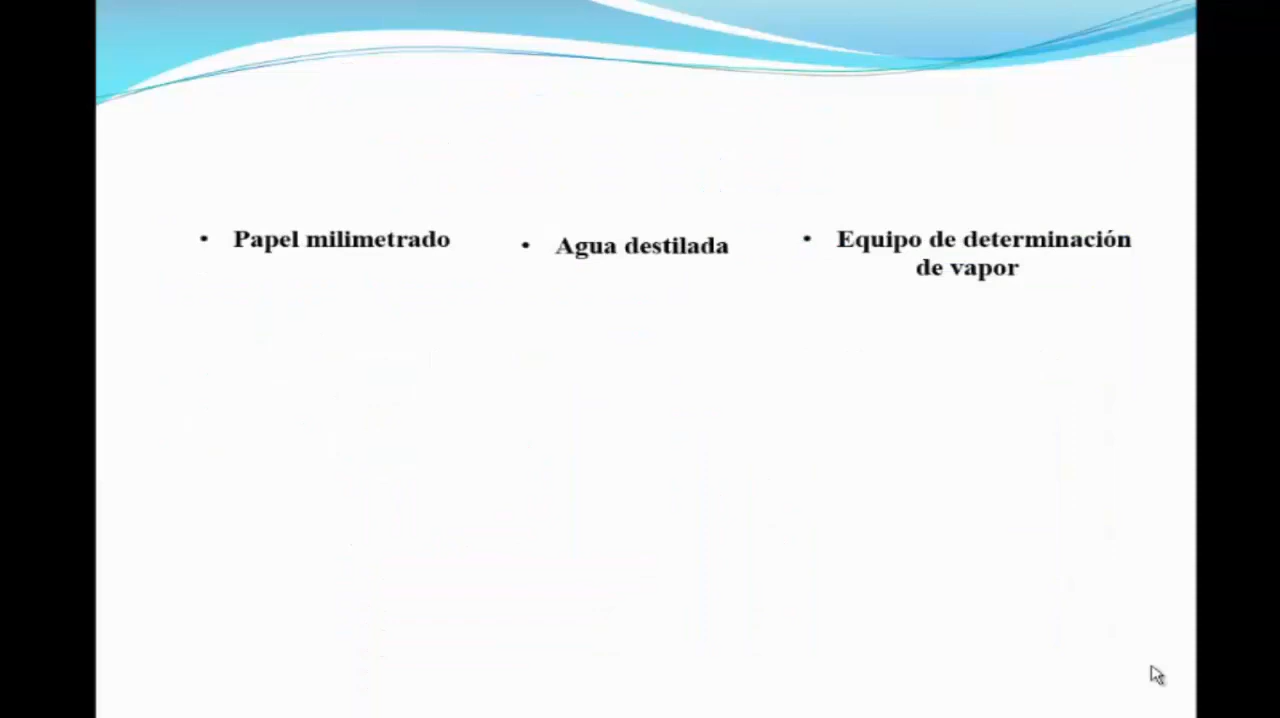 • Papel milimetrado
• Agua destilada
• Equipo de determinación
de vapor